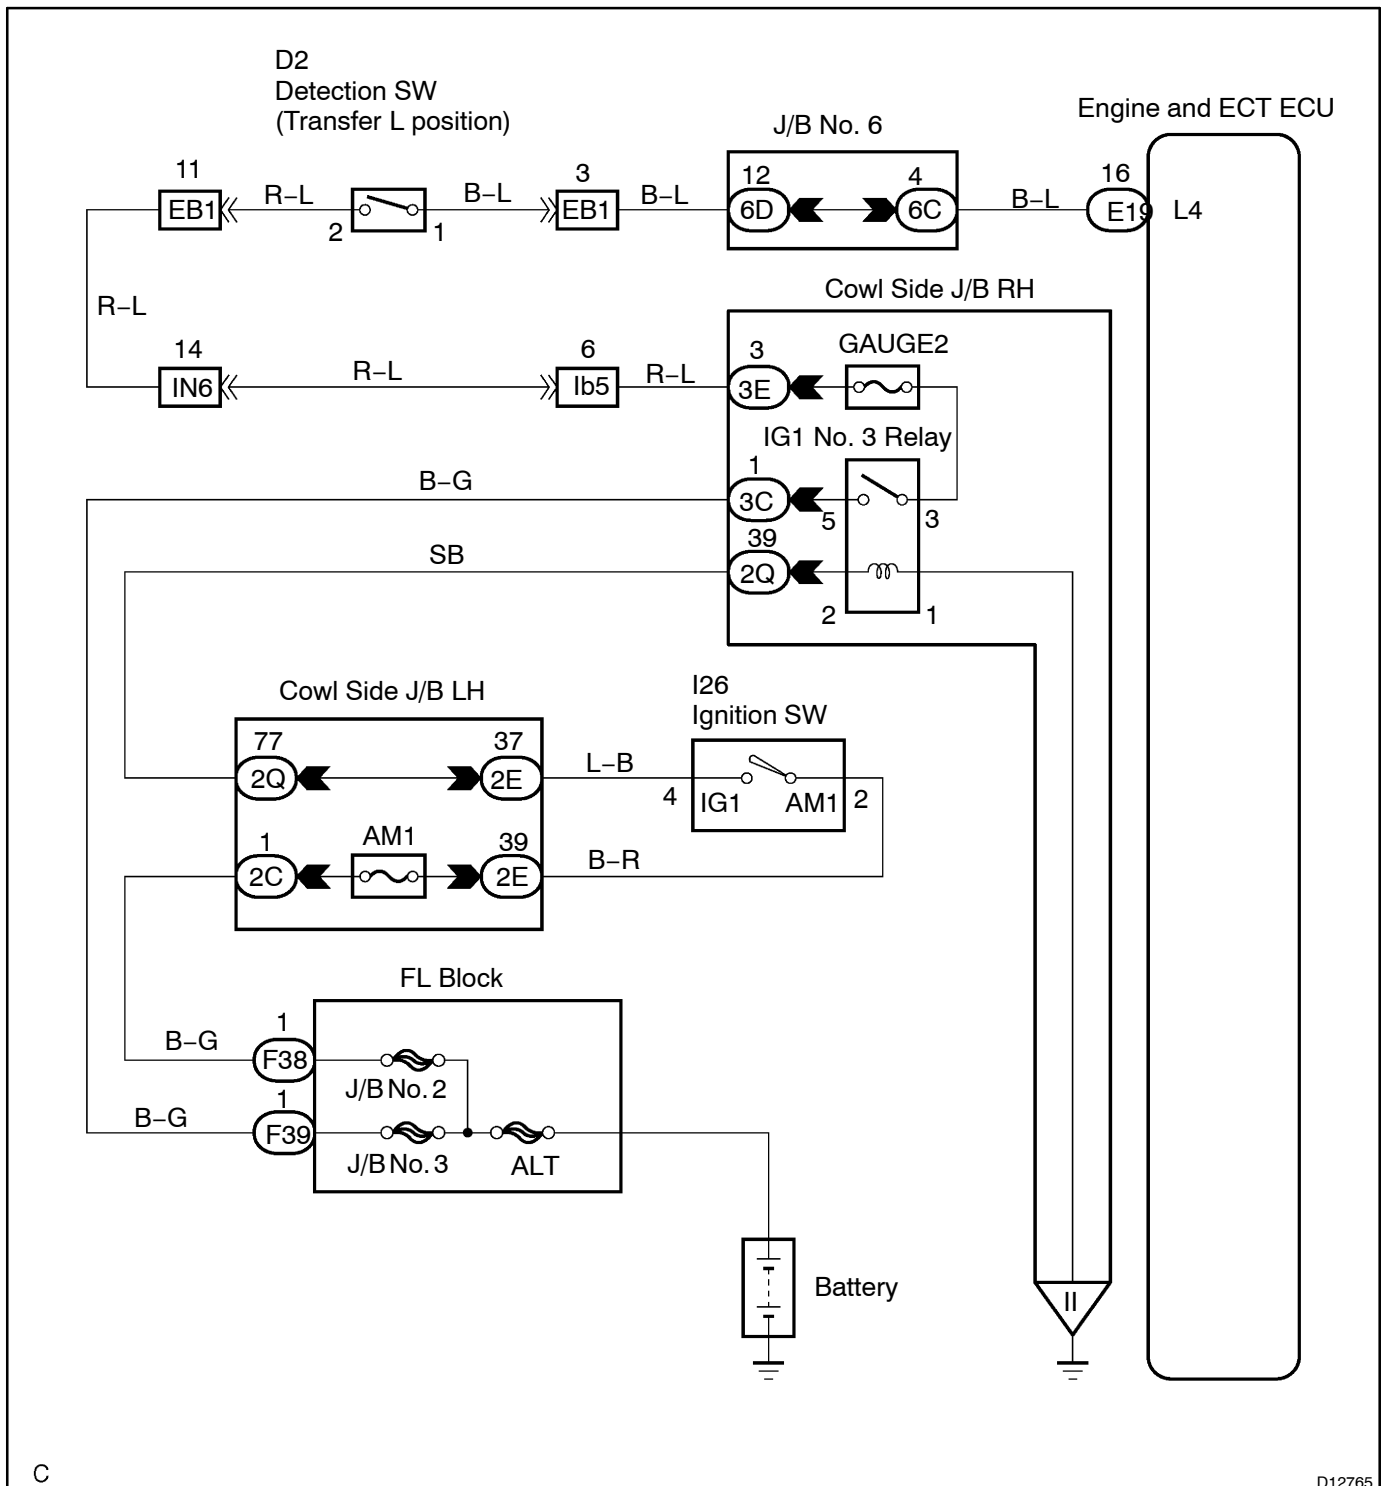 D2
Detection SW
(Transfer L position)
Engine and ECT ECU
J/B No. 6
11
3
12
4
16
EB1
R–L
B–L
EB1
B–L
6D
6C
B–L
E19
L4
2
1
Cowl Side J/B RH
R–L
GAUGE2
14
6
3
IN6
R–L
Ib5
R–L
3E
IG1 No. 3 Relay
1
B–G
3C
5
3
39
SB
2Q
2
1
Cowl Side J/B LH
I26
Ignition SW
77
37
2Q
2E
L–B
4
IG1
AM1
2
1
AM1
39
2C
2E
B–R
FL Block
1
B–G
F38
J/B No. 2
1
B–G
F39
J/B No. 3
ALT
Battery
II
C
D12765